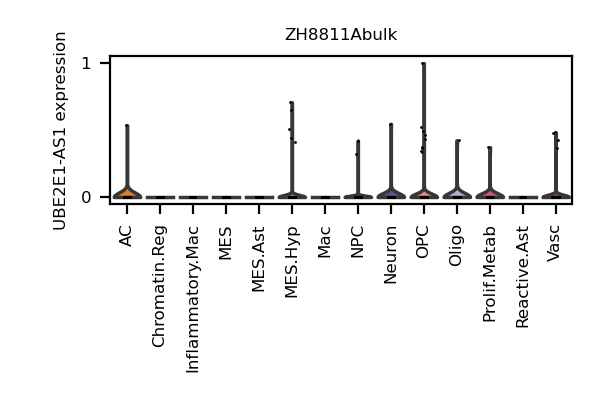 ZH8811Abulk
UBE2E1-AS1 expression
1
0
AC
Chromatin.Reg
Inflammatory.Mac
MES
MES.Ast
MES.Hyp
Mac
NPC
Neuron
OPC
Oligo
Prolif.Metab
Reactive.Ast
Vasc